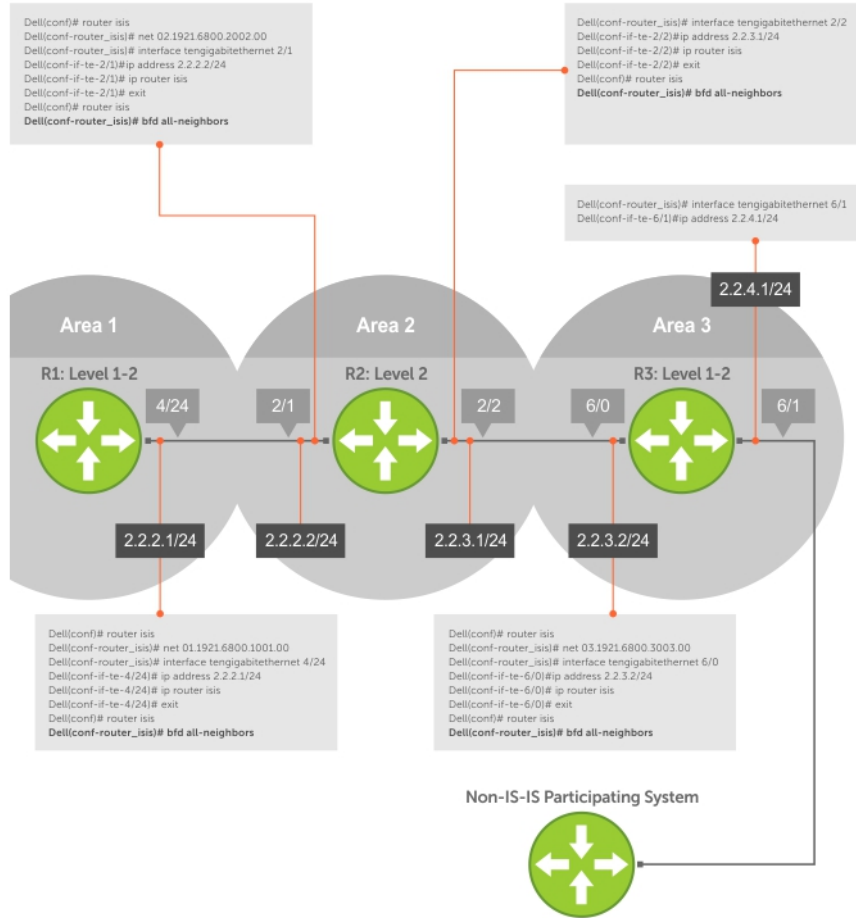 Dell(conf)# router isis
Dell(conf-router_isis)# net 02.1921.6800.2002.00
Dell(conf-router_isis)# interface tengigabitethernet 2/1
Dell(conf-if-te-2/1)#ip address 2.2.2.2/24
Dell(conf-if-te-2/1)# ip router isis
Dell(conf-if-te-2/1)# exit
Dell(conf)# router isis
Dell(conf-router_isis)# bfd all-neighbors
Dell(conf-router_isis)# interface tengigabitethernet 2/2
Dell(conf-if-te-2/2)#ip address 2.2.3.1/24
Dell(conf-if-te-2/2)# ip router isis
Dell(conf-if-te-2/2)# exit
Dell(conf)# router isis
Dell(conf-router_isis)# bfd all-neighbors
Dell(conf-router_isis)# interface tengigabitethernet 6/1
Dell(conf-if-te-6/1)#ip address 2.2.4.1/24
2.2.4.1/24
Area 1
Area 2
Area 3
R1: Level 1-2
R2: Level 2
R3: Level 1-2
4/24
2/1
2/2
6/0
6/1
2.2.2.1/24
2.2.2.2/24
2.2.3.1/24
2.2.3.2/24
Dell(conf)# router isis
Dell(conf-router_isis)# net 01.1921.6800.1001.00
Dell(conf-router_isis)# interface tengigabitethernet 4/24
Dell(conf-if-te-4/24)# ip address 2.2.2.1/24
Dell(conf-if-te-4/24)# ip router isis
Dell(conf-if-te-4/24)# exit
Dell(conf)# router isis
Dell(conf-router_isis)# bfd all-neighbors
Dell(conf)# router isis
Dell(conf-router_isis)# net 03.1921.6800.3003.00
Dell(conf-router_isis)# interface tengigabitethernet 6/0
Dell(conf-if-te-6/0)#ip address 2.2.3.2/24
Dell(conf-if-te-6/0)# ip router isis
Dell(conf-if-te-6/0)# exit
Dell(conf)# router isis
Dell(conf-router_isis)# bfd all-neighbors
Non-IS-IS Participating System